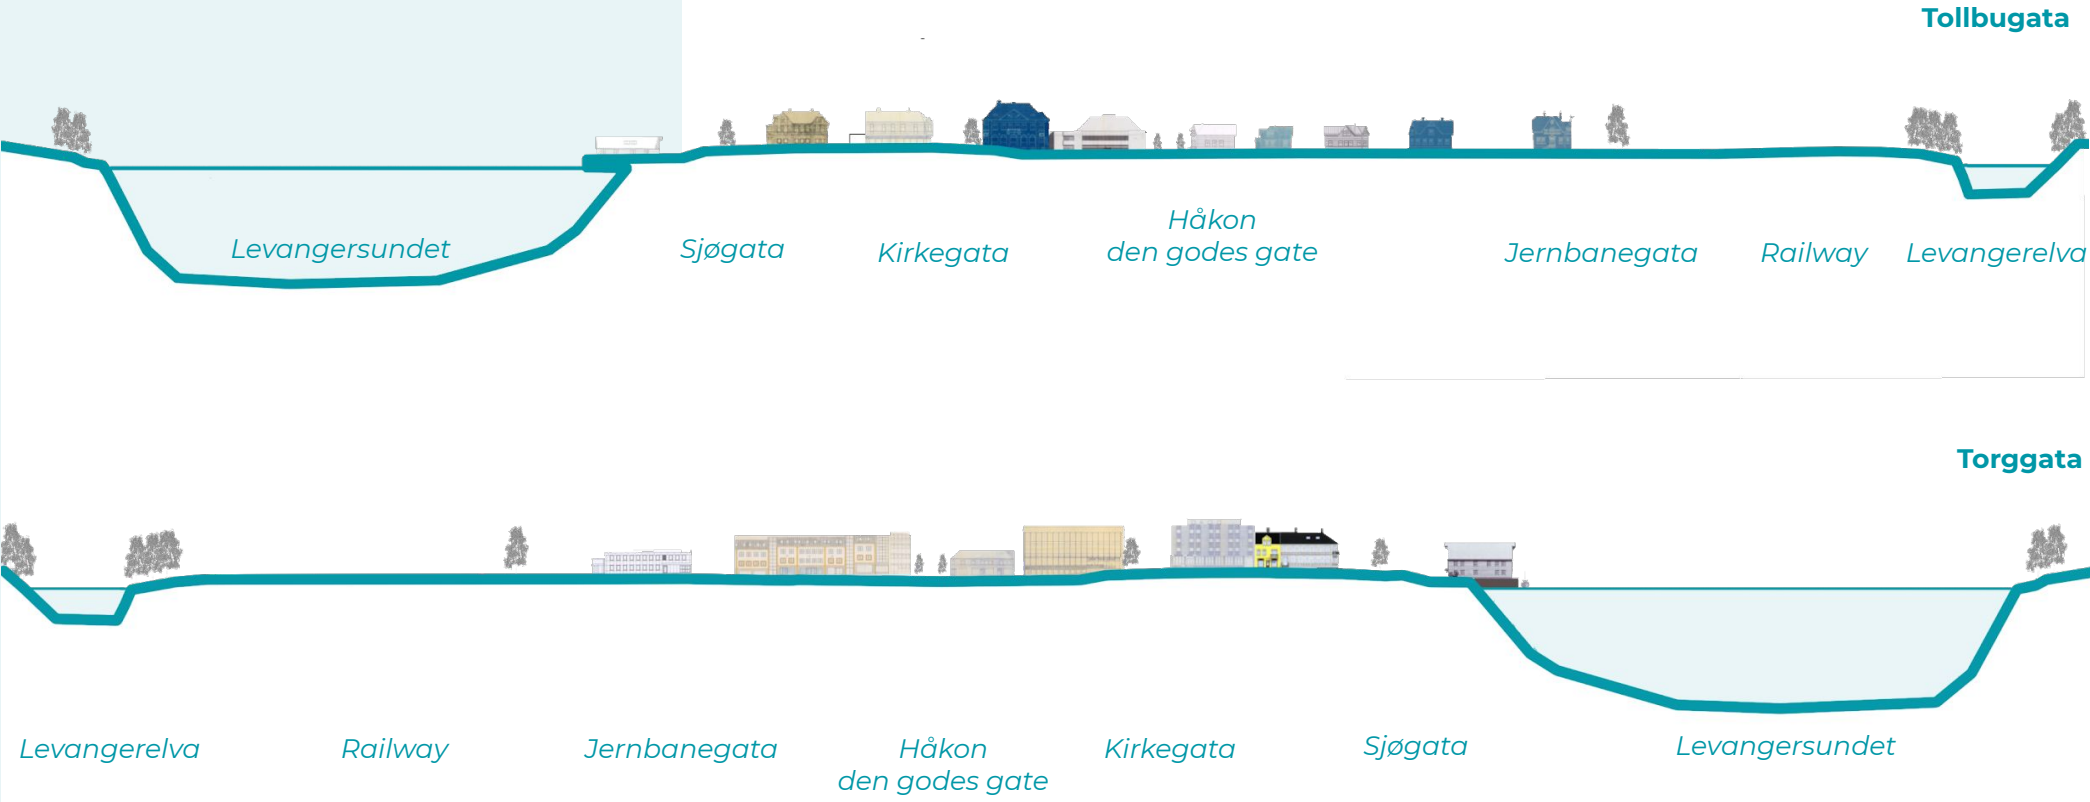 Tollbugata
Levangersundet
Sjøgata
Kirkegata
Håkon
den godes gate
Jernbanegata
Railway
Levangerelva
Torggata
Levangerelva
Railway
Jernbanegata
Håkon
den godes gate
Kirkegata
Sjøgata
Levangersundet